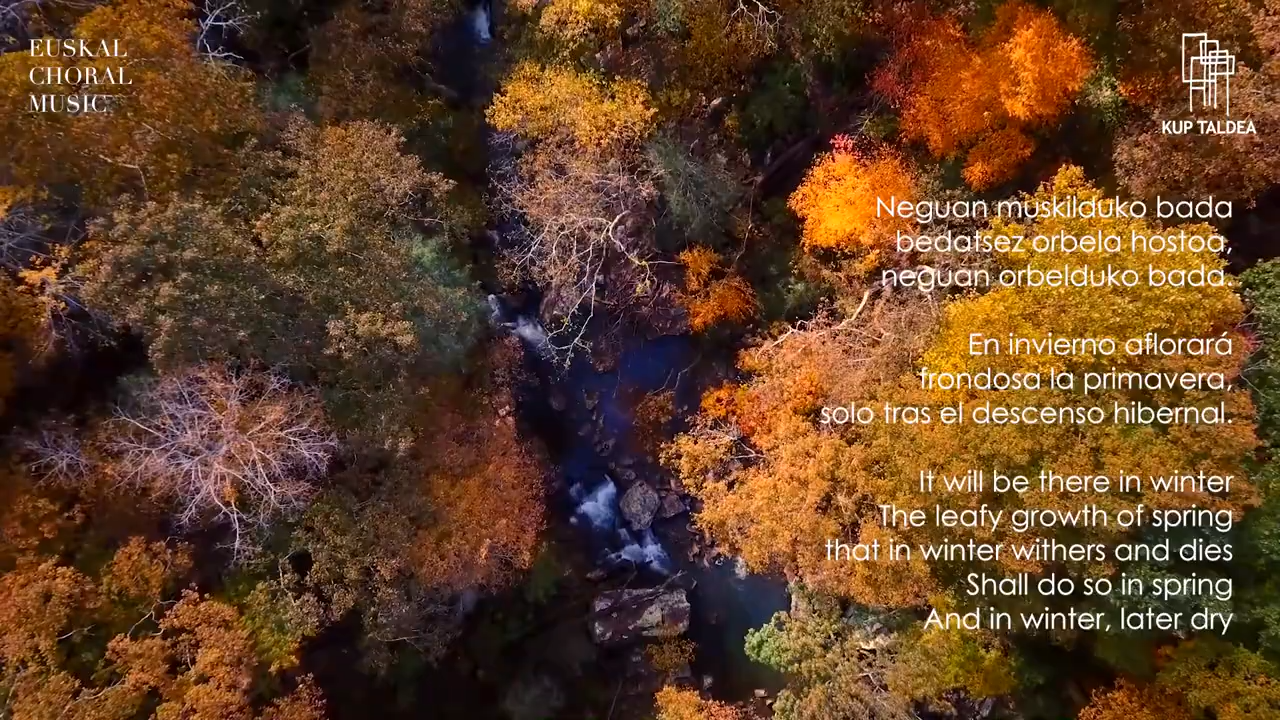 EUSKAL
CHORAL
MUSIC
KUP TALDEA
Neguan muskilduko bada
bedatsez orbela hostoa,
neguan orbelduko bada.
En invierno aflorará
frondosa la primavera,
solo tras el descenso hibernal.
It will be there in winter
The leafy growth of spring
that in winter withers and dies
Shall do so in spring
And in winter, later dry